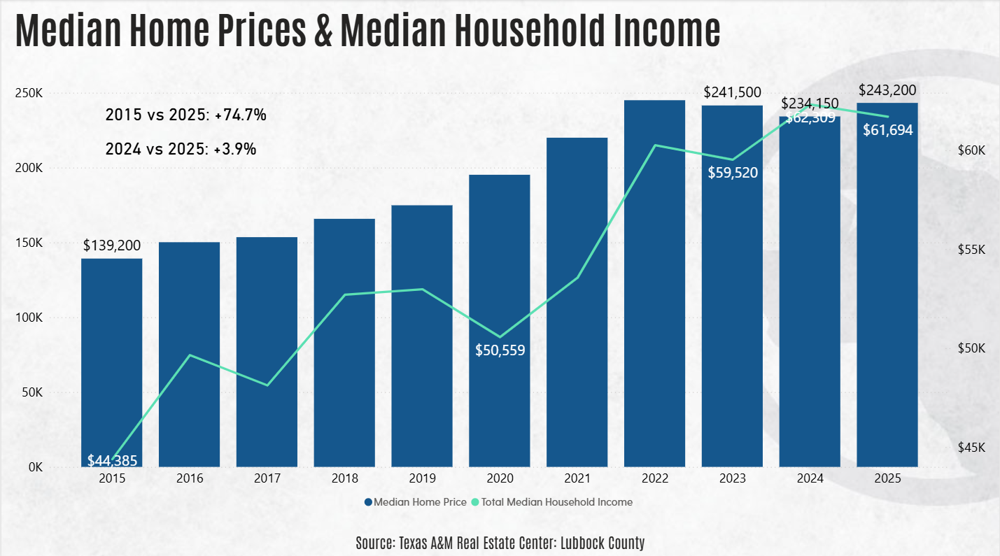 Median Home Prices & Median Household Income
2015 vs 2025: +74.7%
2024 vs 2025: +3.9%
250K
200K
150K
100K
50K
0K
$139,200
$241,500
$234,150
$243,200
$44,385
$50,559
$59,520
$62,309
$61,694
$60K
$55K
$50K
$45K
2015 2016 2017 2018 2019 2020 2021 2022 2023 2024 2025
Median Home Price Total Median Household Income
Source: Texas A&M Real Estate Center: Lubbock County